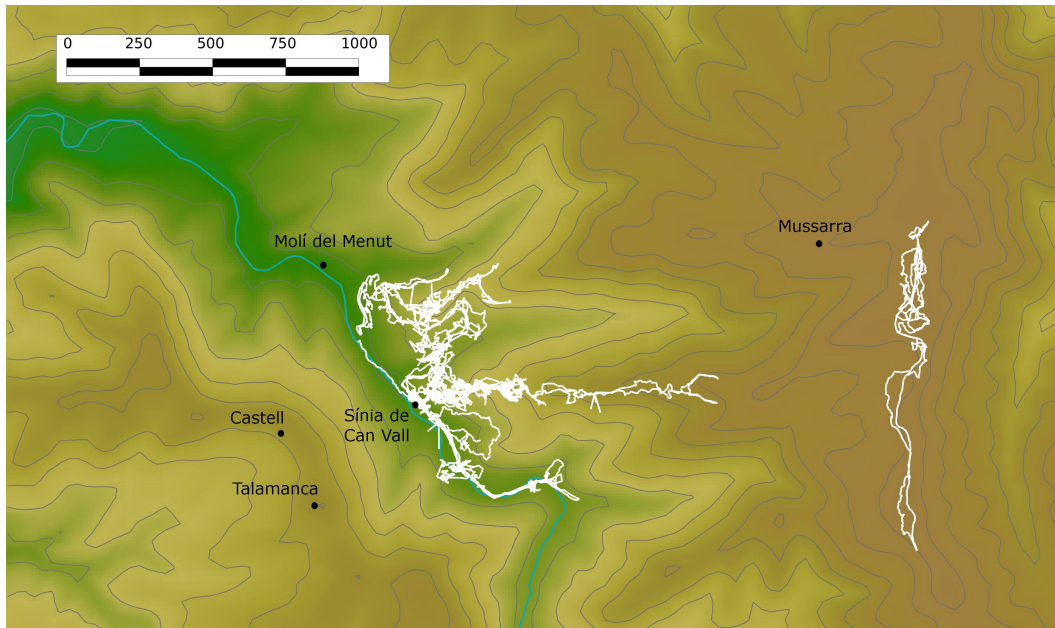 0 250 500 750 1000
Mussarra
Molí del Menut
Castell
Sínia de
Can Vall
Talamanca